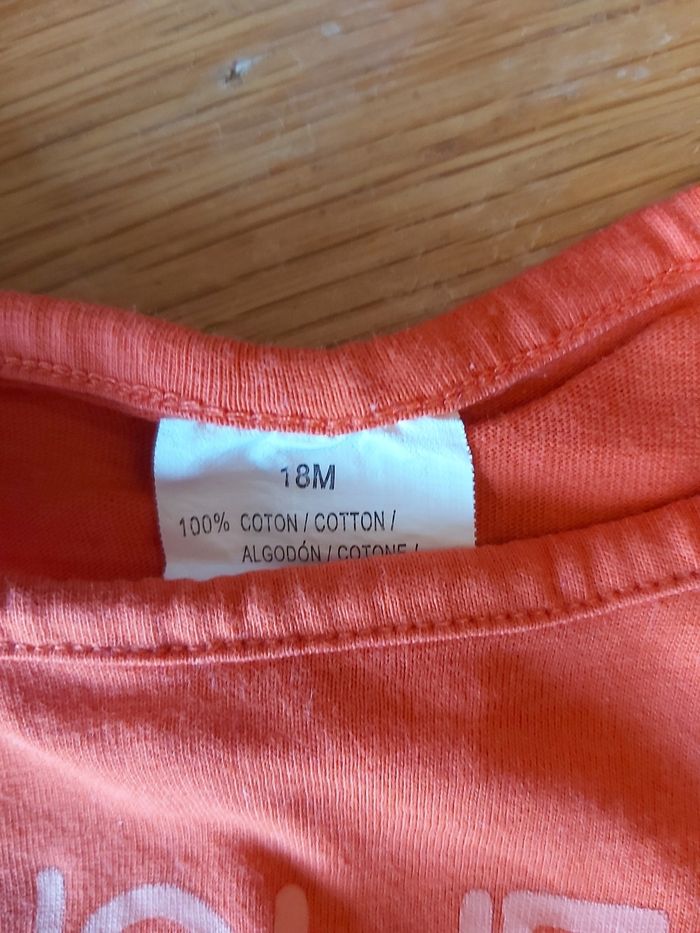 18M
100% COTON / COTTON /
ALGODÓN / COTONE /